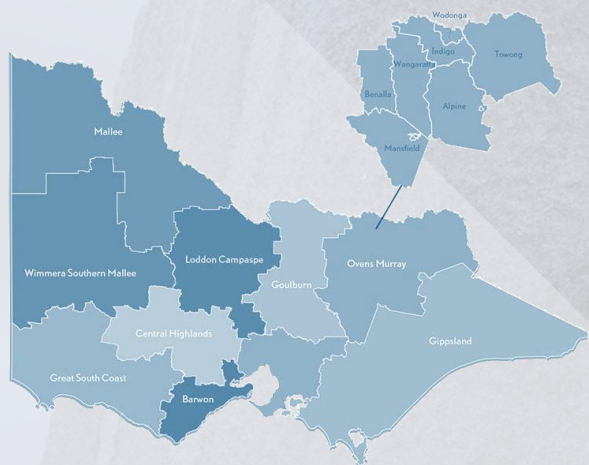 Wodonga
Indigo
Towong
Wangaratta
Benalla
Alpine
Mansfield
Mallee
Loddon Campaspe
Ovens Murray
Wimmera Southern Mallee
Goulburn
Central Highlands
Gippsland
Great South Coast
Barwon